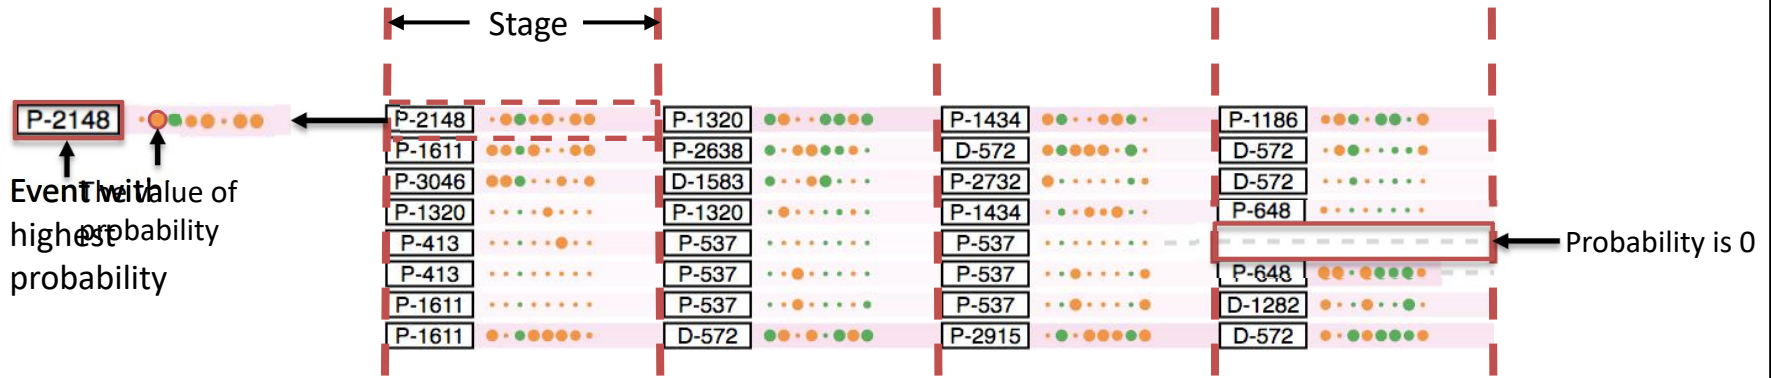 Stage
P-2148
P-2148
P-1320
P-1434
P-1186
P-1611
P-2638
D-572
D-572
P-3046
D-1583
P-2732
D-572
P-1320
P-1320
P-1434
P-648
P-413
P-537
P-537
P-413
P-537
P-537
P-648
P-1611
P-537
P-537
D-1282
P-1611
D-572
P-2915
D-572
Event with
highest
probability
The value of
probability
Probability is 0